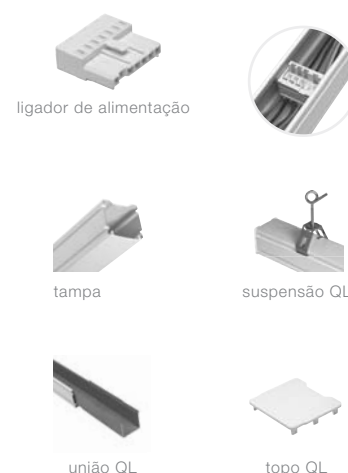 ligador de alimentação
tampa
suspensão QL
união QL
topo QL